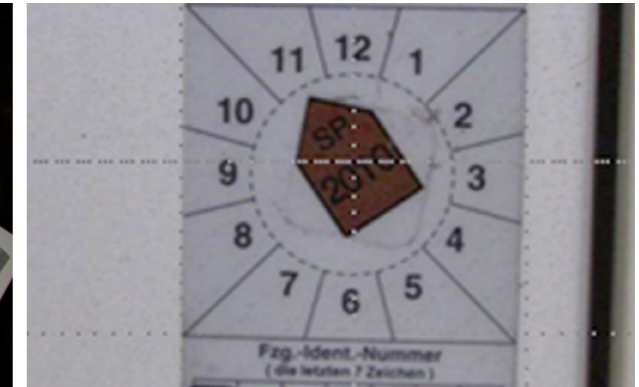 11 12 1
10 2
9 3
8 4
7 6 5
SP
2010
Fzg.-Ident.-Nummer
( die letzten 7 Zeichen )